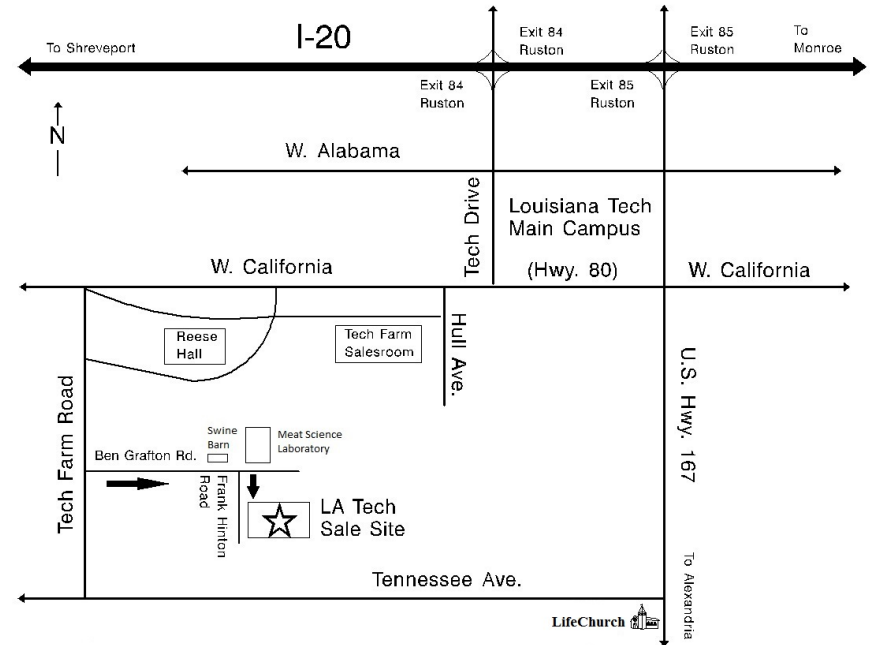 I-20
To Shreveport
Exit 84
Ruston
Exit 85
Ruston
To
Monroe
Exit 84
Ruston
Exit 85
Ruston
N
W. Alabama
Tech Drive
Louisiana Tech
Main Campus
W. California
(Hwy. 80)
W. California
Reese
Hall
Tech Farm
Salesroom
Hull Ave.
U.S. Hwy. 167
Tech Farm Road
Swine
Barn
Meat Science
Laboratory
Ben Grafton Rd.
Frank Hinton
Road
LA Tech
Sale Site
Tennessee Ave.
To Alexandria
LifeChurch